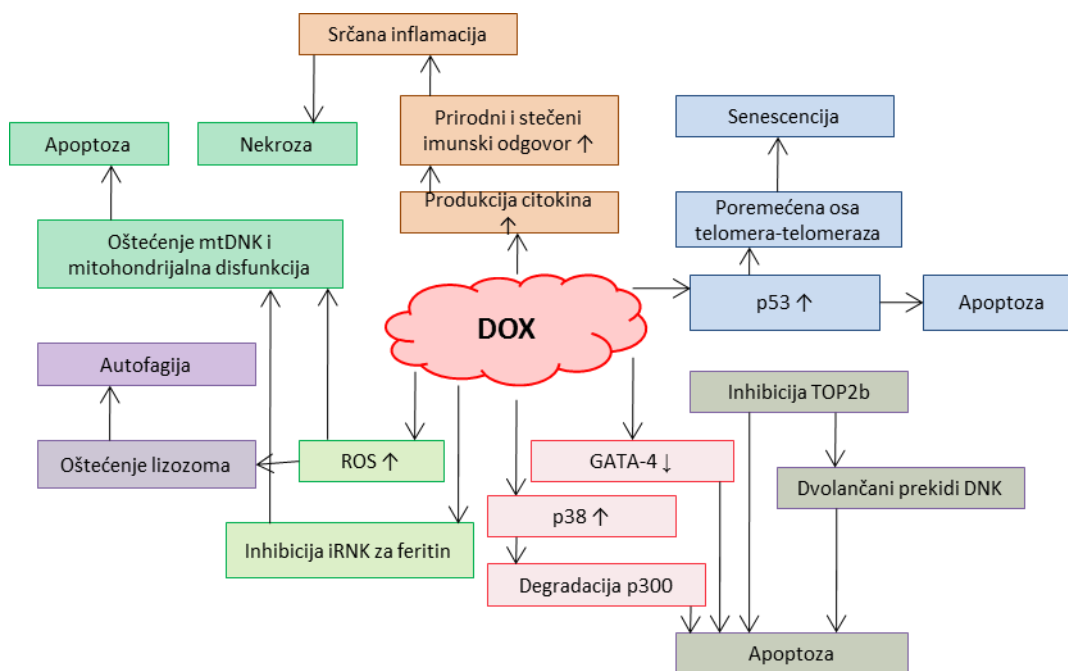 Srčana inflamacija
Prirodni i stečeni
imunski odgovor ↑
Senescencija
Apoptoza
Nekroza
Produkcija citokina
↑
Poremećena osa
telomera-telomeraza
Oštećenje mtDNK i
mitohondrijalna disfunkcija
p53 ↑
Apoptoza
DOX
Autofagija
Inhibicija TOP2b
Oštećenje lizozoma
ROS ↑
GATA-4 ↓
Dvolančani prekidi DNK
p38 ↑
Inhibicija iRNK za feritin
Degradacija p300
Apoptoza